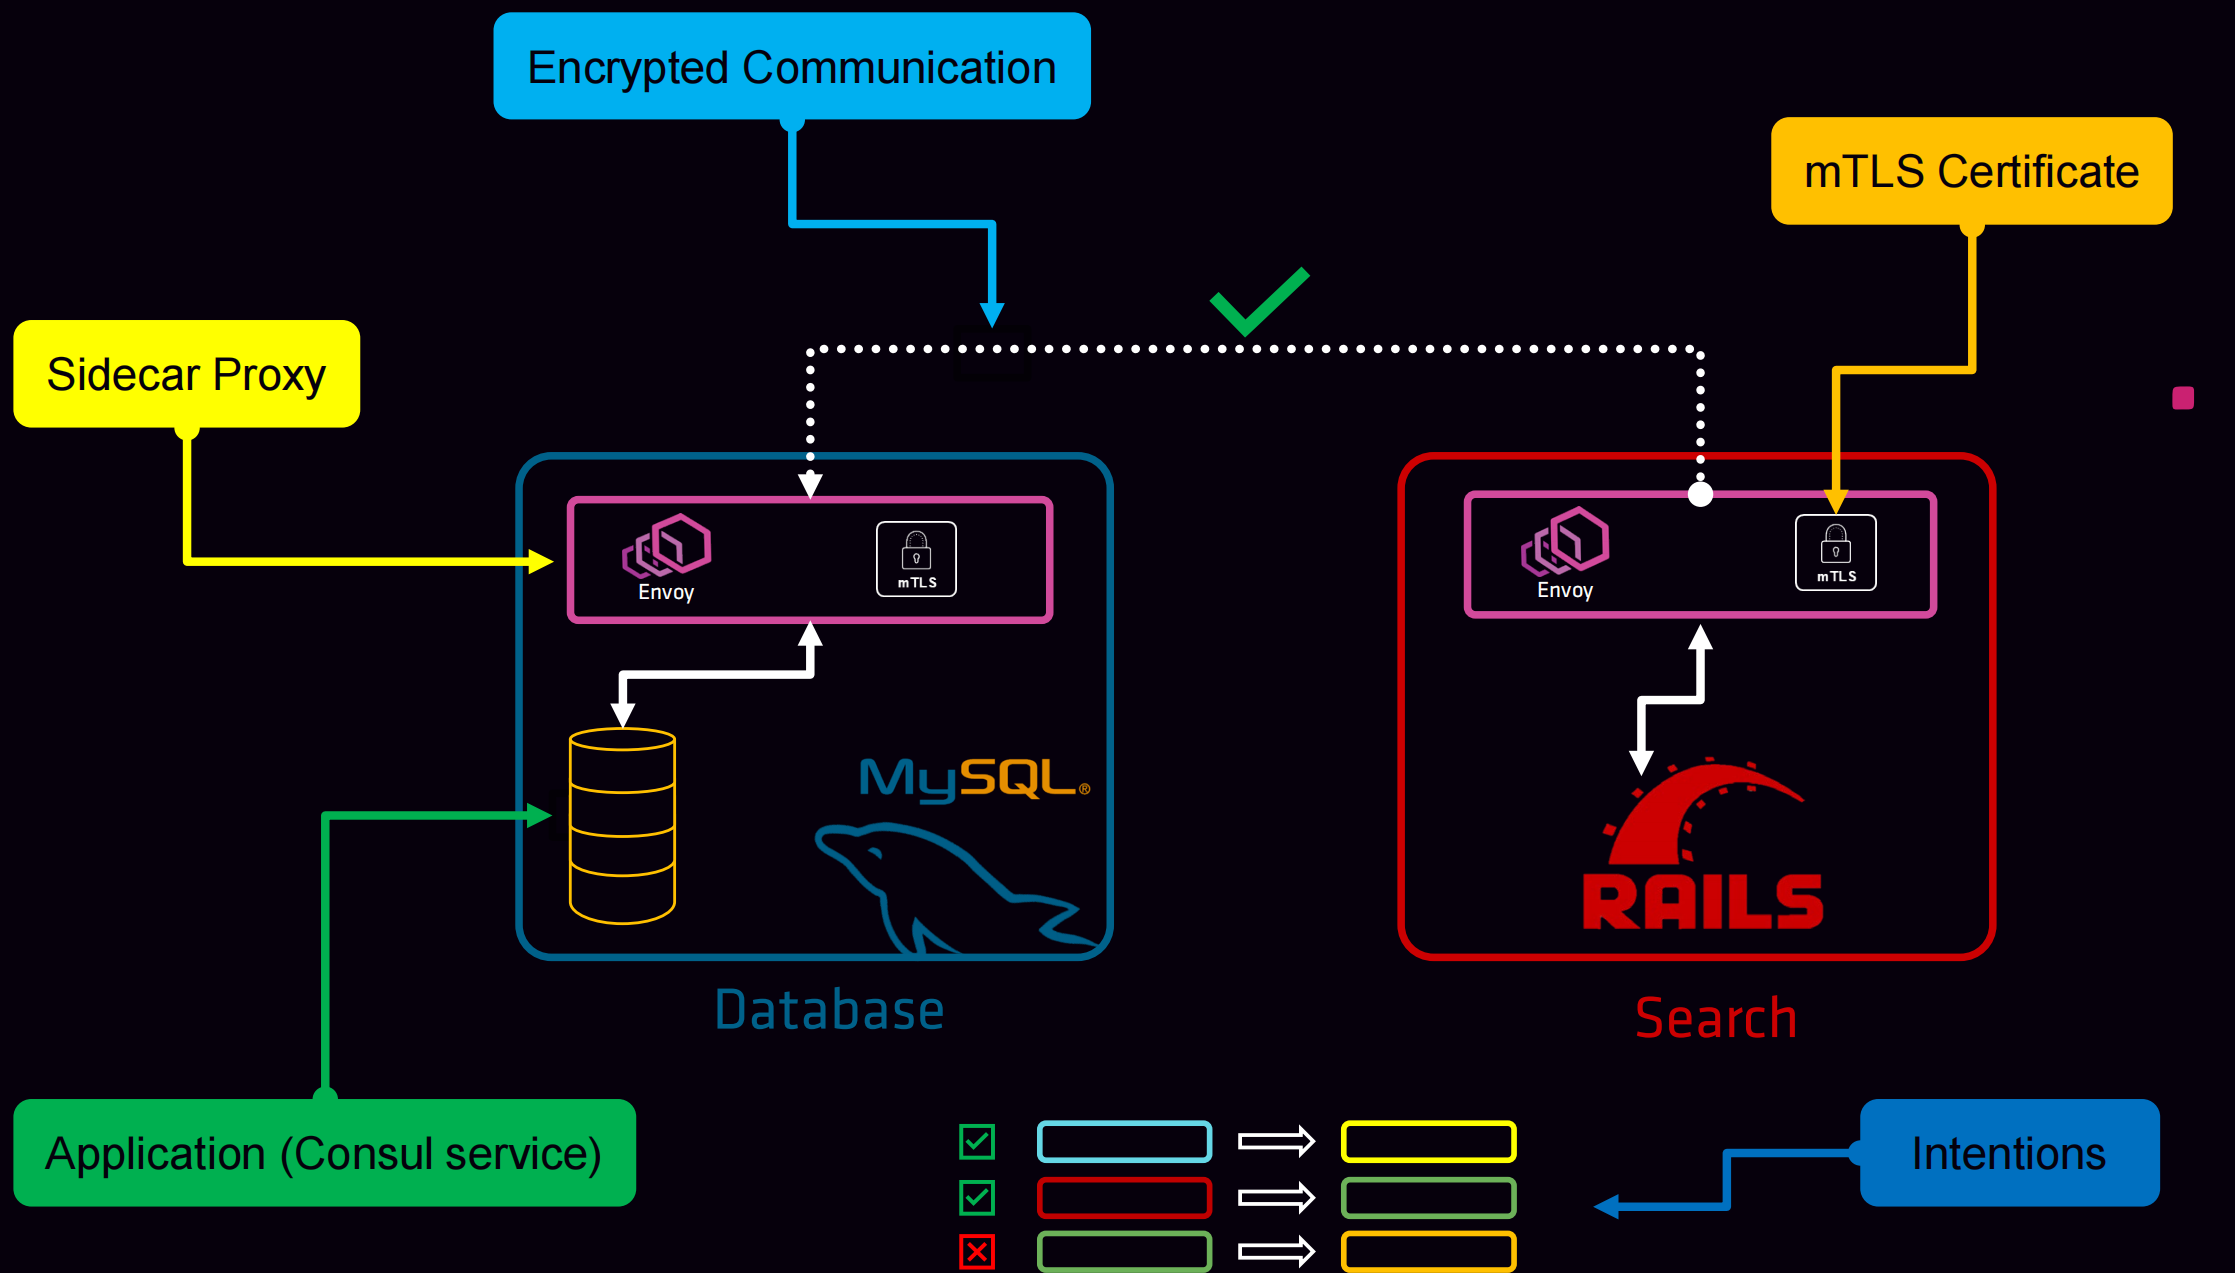 Encrypted Communication
mTLS Certificate
Sidecar Proxy
Envoy
mTLS
Envoy
mTLS
MySQL®
RAILS
Database
Search
Application (Consul service)
Intentions